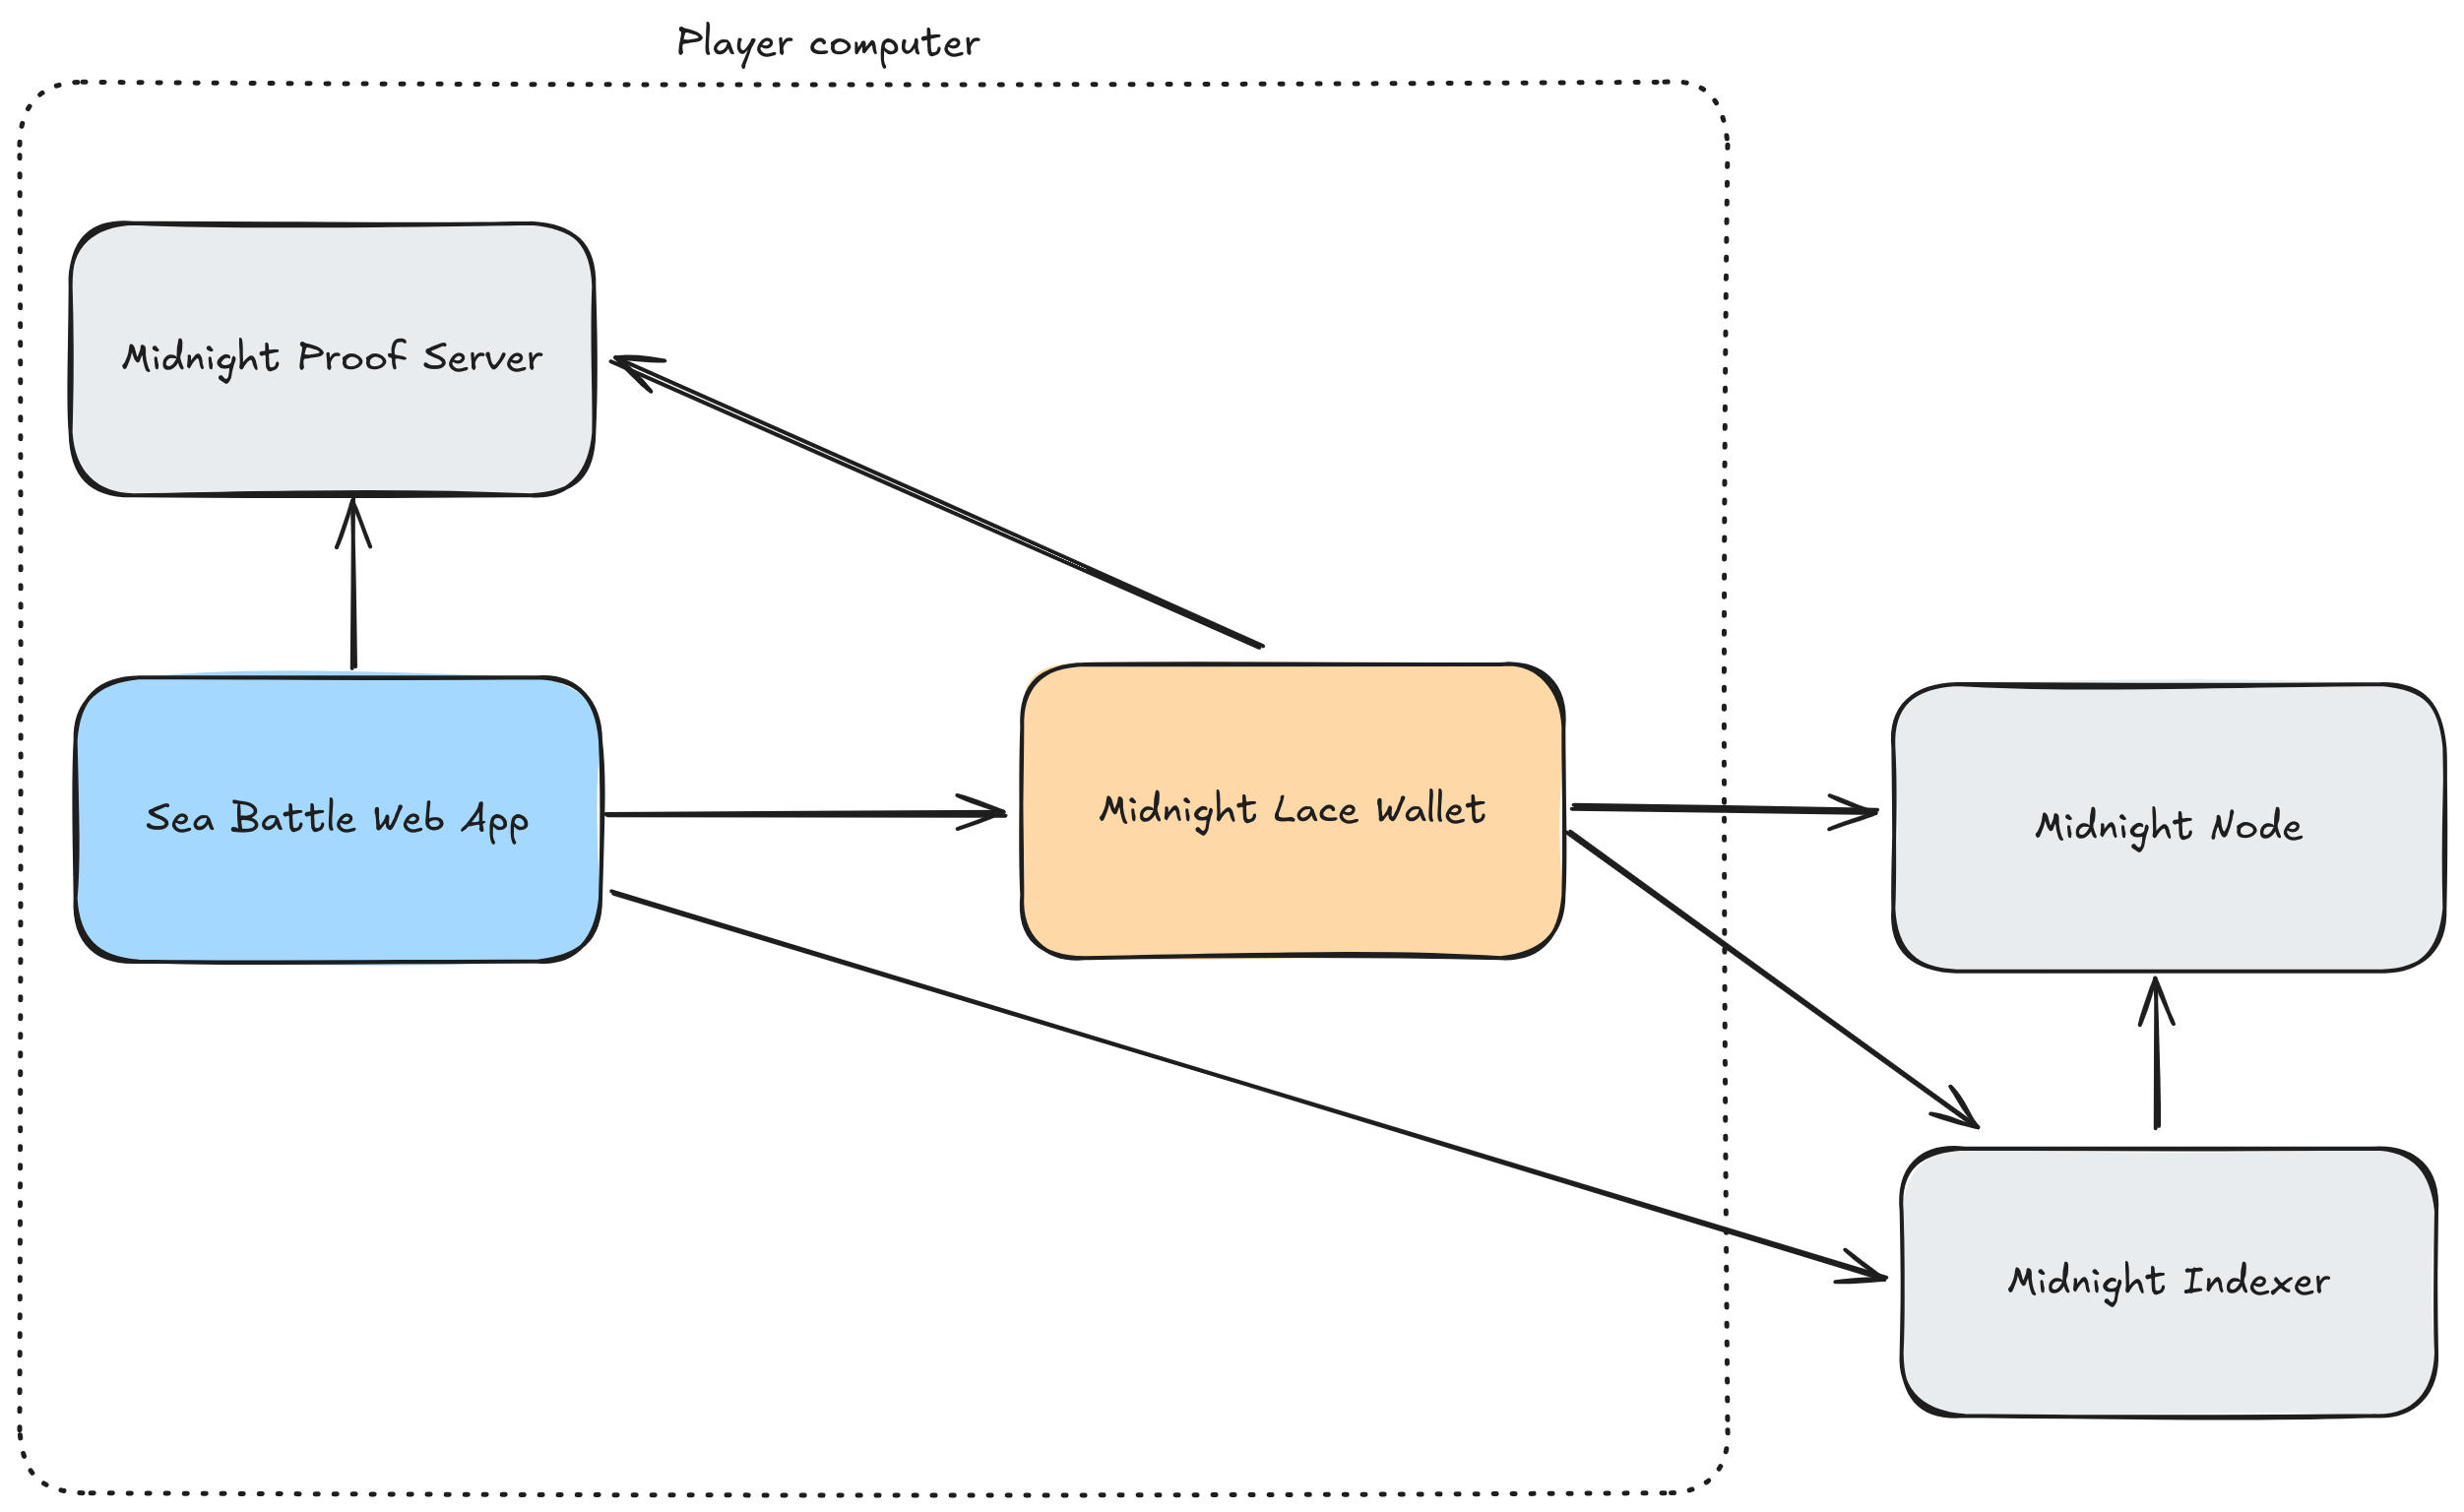 Player computer
Midnight Proof Server
Sea Battle Web App
Midnight Lace Wallet
Midnight Node
Midnight Indexer